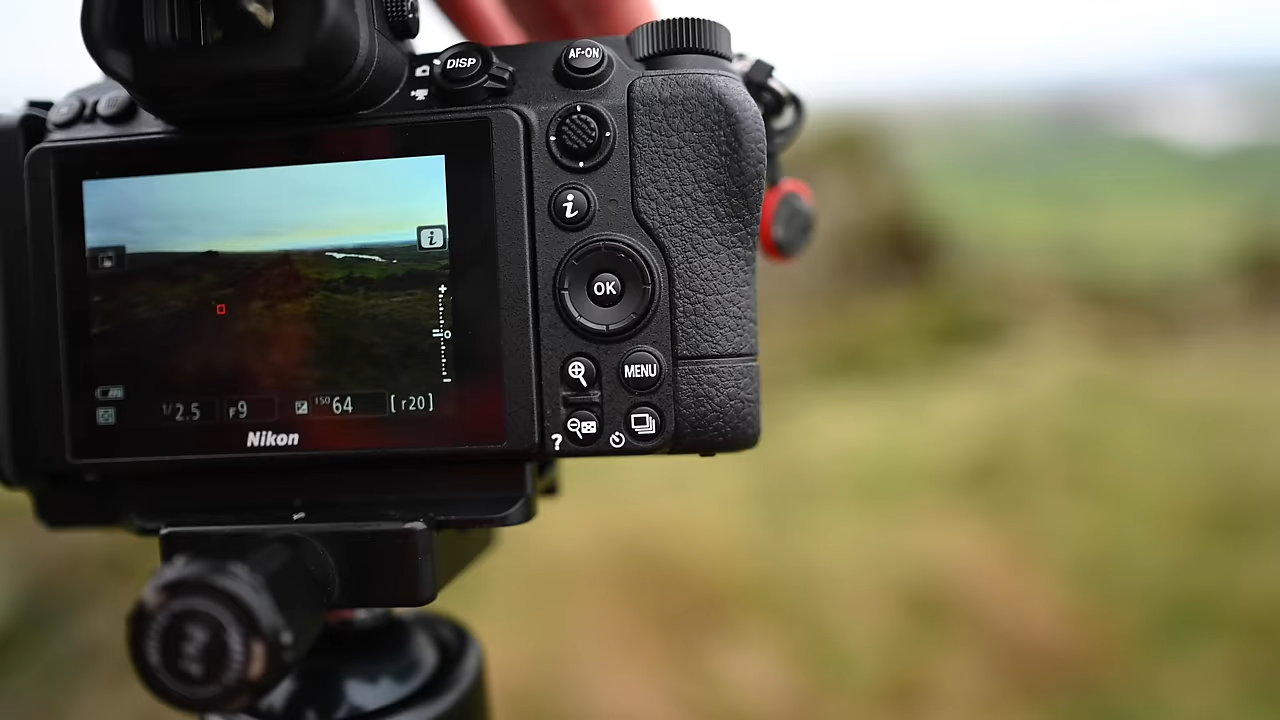 DISP
AF-ON
i
i
OK
MENU
1/2.5 F9 ISO 64 [r20]
Nikon
?